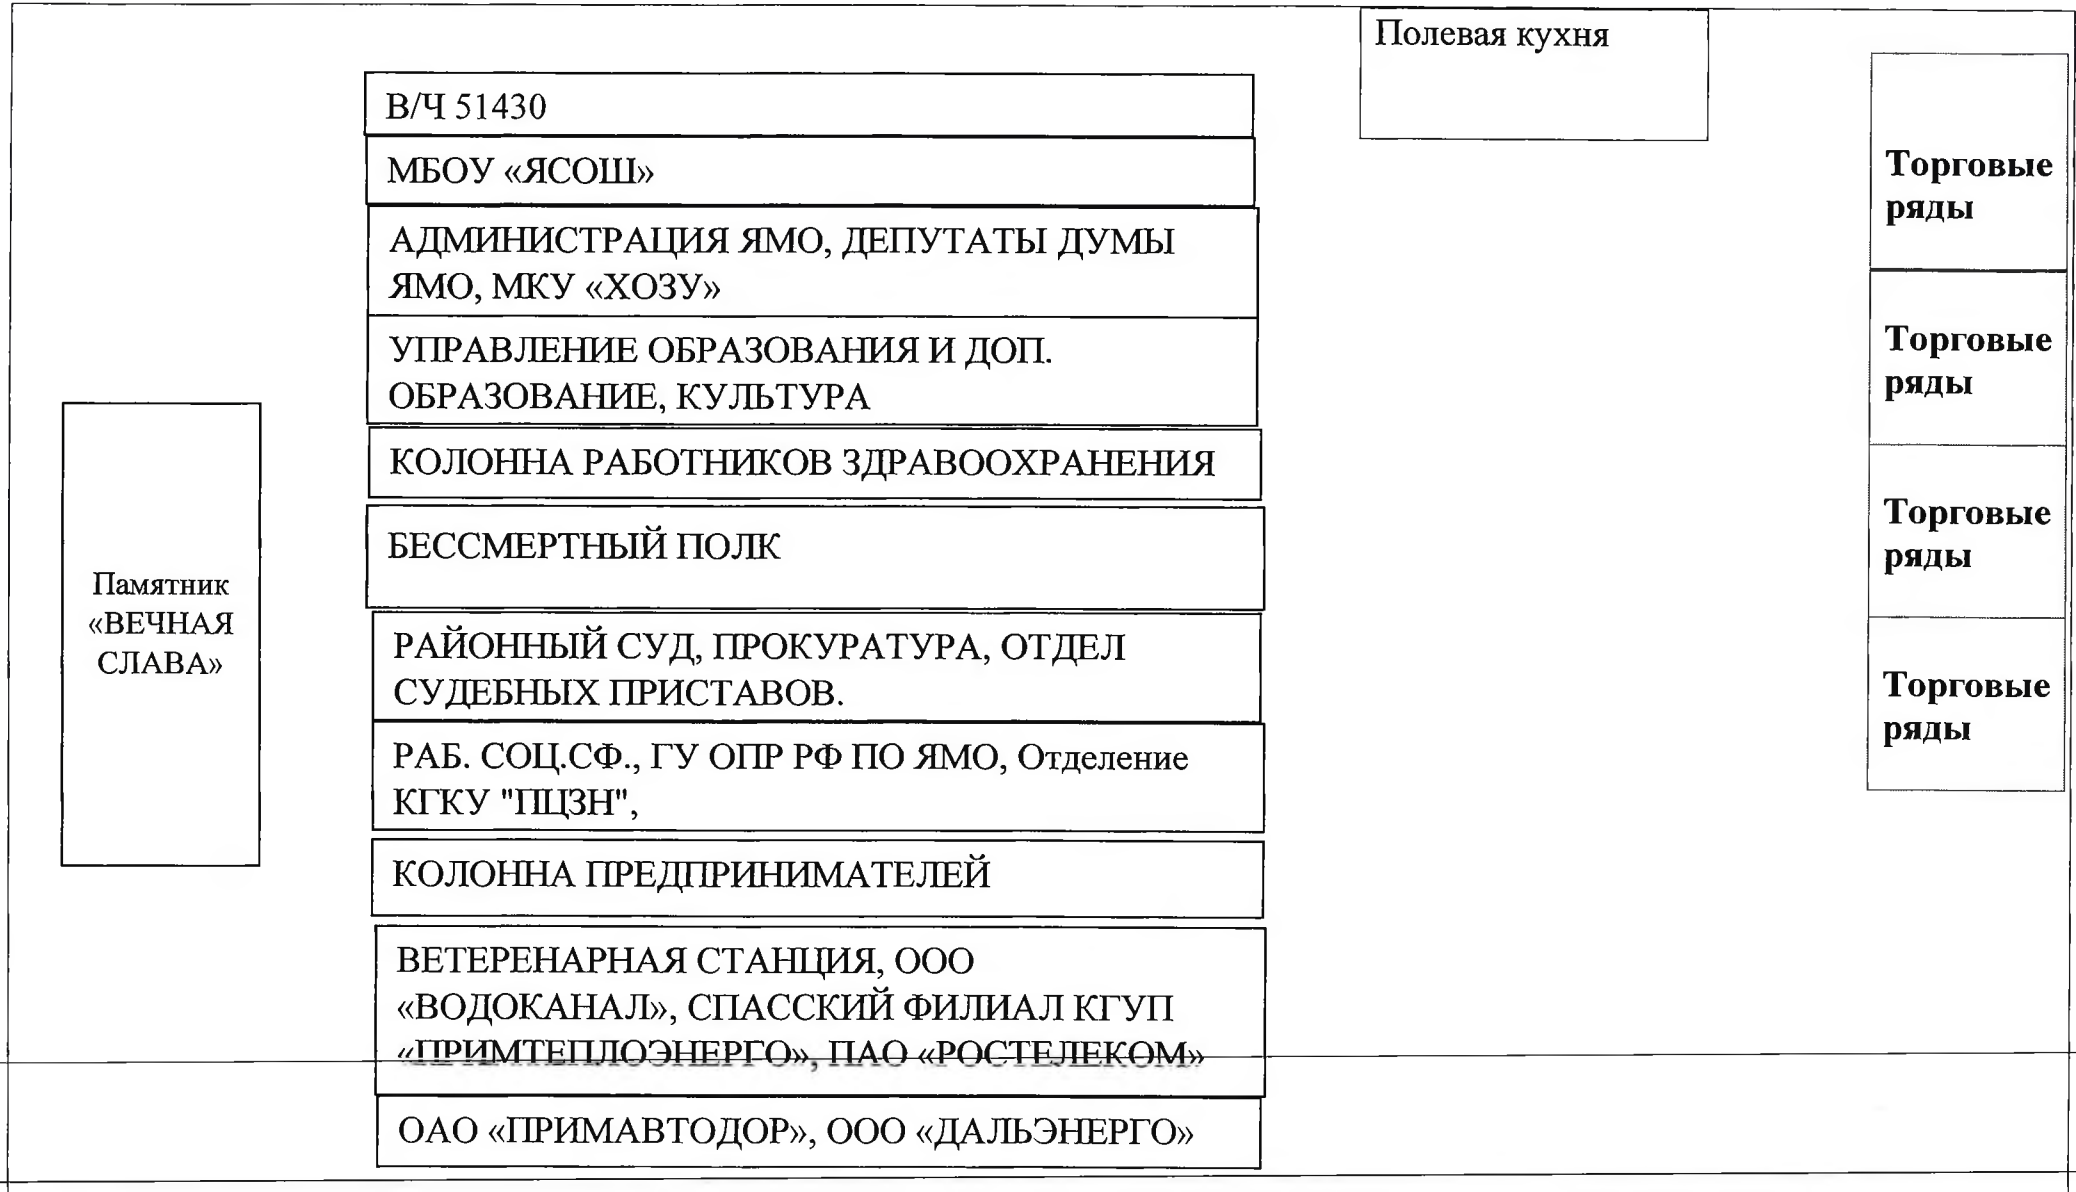 Полевая кухня
В/Ч 51430
МБОУ «ЯСОШ»
АДМИНИСТРАЦИЯ ЯМО, ДЕПУТАТЫ ДУМЫ
ЯМО, МКУ «ХОЗУ»
УПРАВЛЕНИЕ ОБРАЗОВАНИЯ И ДОП.
ОБРАЗОВАНИЕ, КУЛЬТУРА
КОЛОННА РАБОТНИКОВ ЗДРАВООХРАНЕНИЯ
БЕССМЕРТНЫЙ ПОЛК
РАЙОННЫЙ СУД, ПРОКУРАТУРА, ОТДЕЛ
СУДЕБНЫХ ПРИСТАВОВ.
РАБ. СОЦ.СФ., ГУ ОПР РФ ПО ЯМО, Отделение
КГКУ "ПЦЗН",
КОЛОННА ПРЕДПРИНИМАТЕЛЕЙ
ВЕТЕРЕНАРНАЯ СТАНЦИЯ, ООО
«ВОДОКАНАЛ», СПАССКИЙ ФИЛИАЛ КГУП
«ПРИМТЕПЛОЭНЕРГО», ПАО «РОСТЕЛЕКОМ»
ОАО «ПРИМАВТОДОР», ООО «ДАЛЬЭНЕРГО»
Памятник
«ВЕЧНАЯ
СЛАВА»
Торговые
ряды
Торговые
ряды
Торговые
ряды
Торговые
ряды